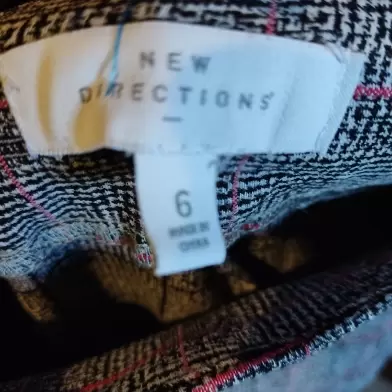 NEW
DIRECTIONS
6
MADE IN
CHINA